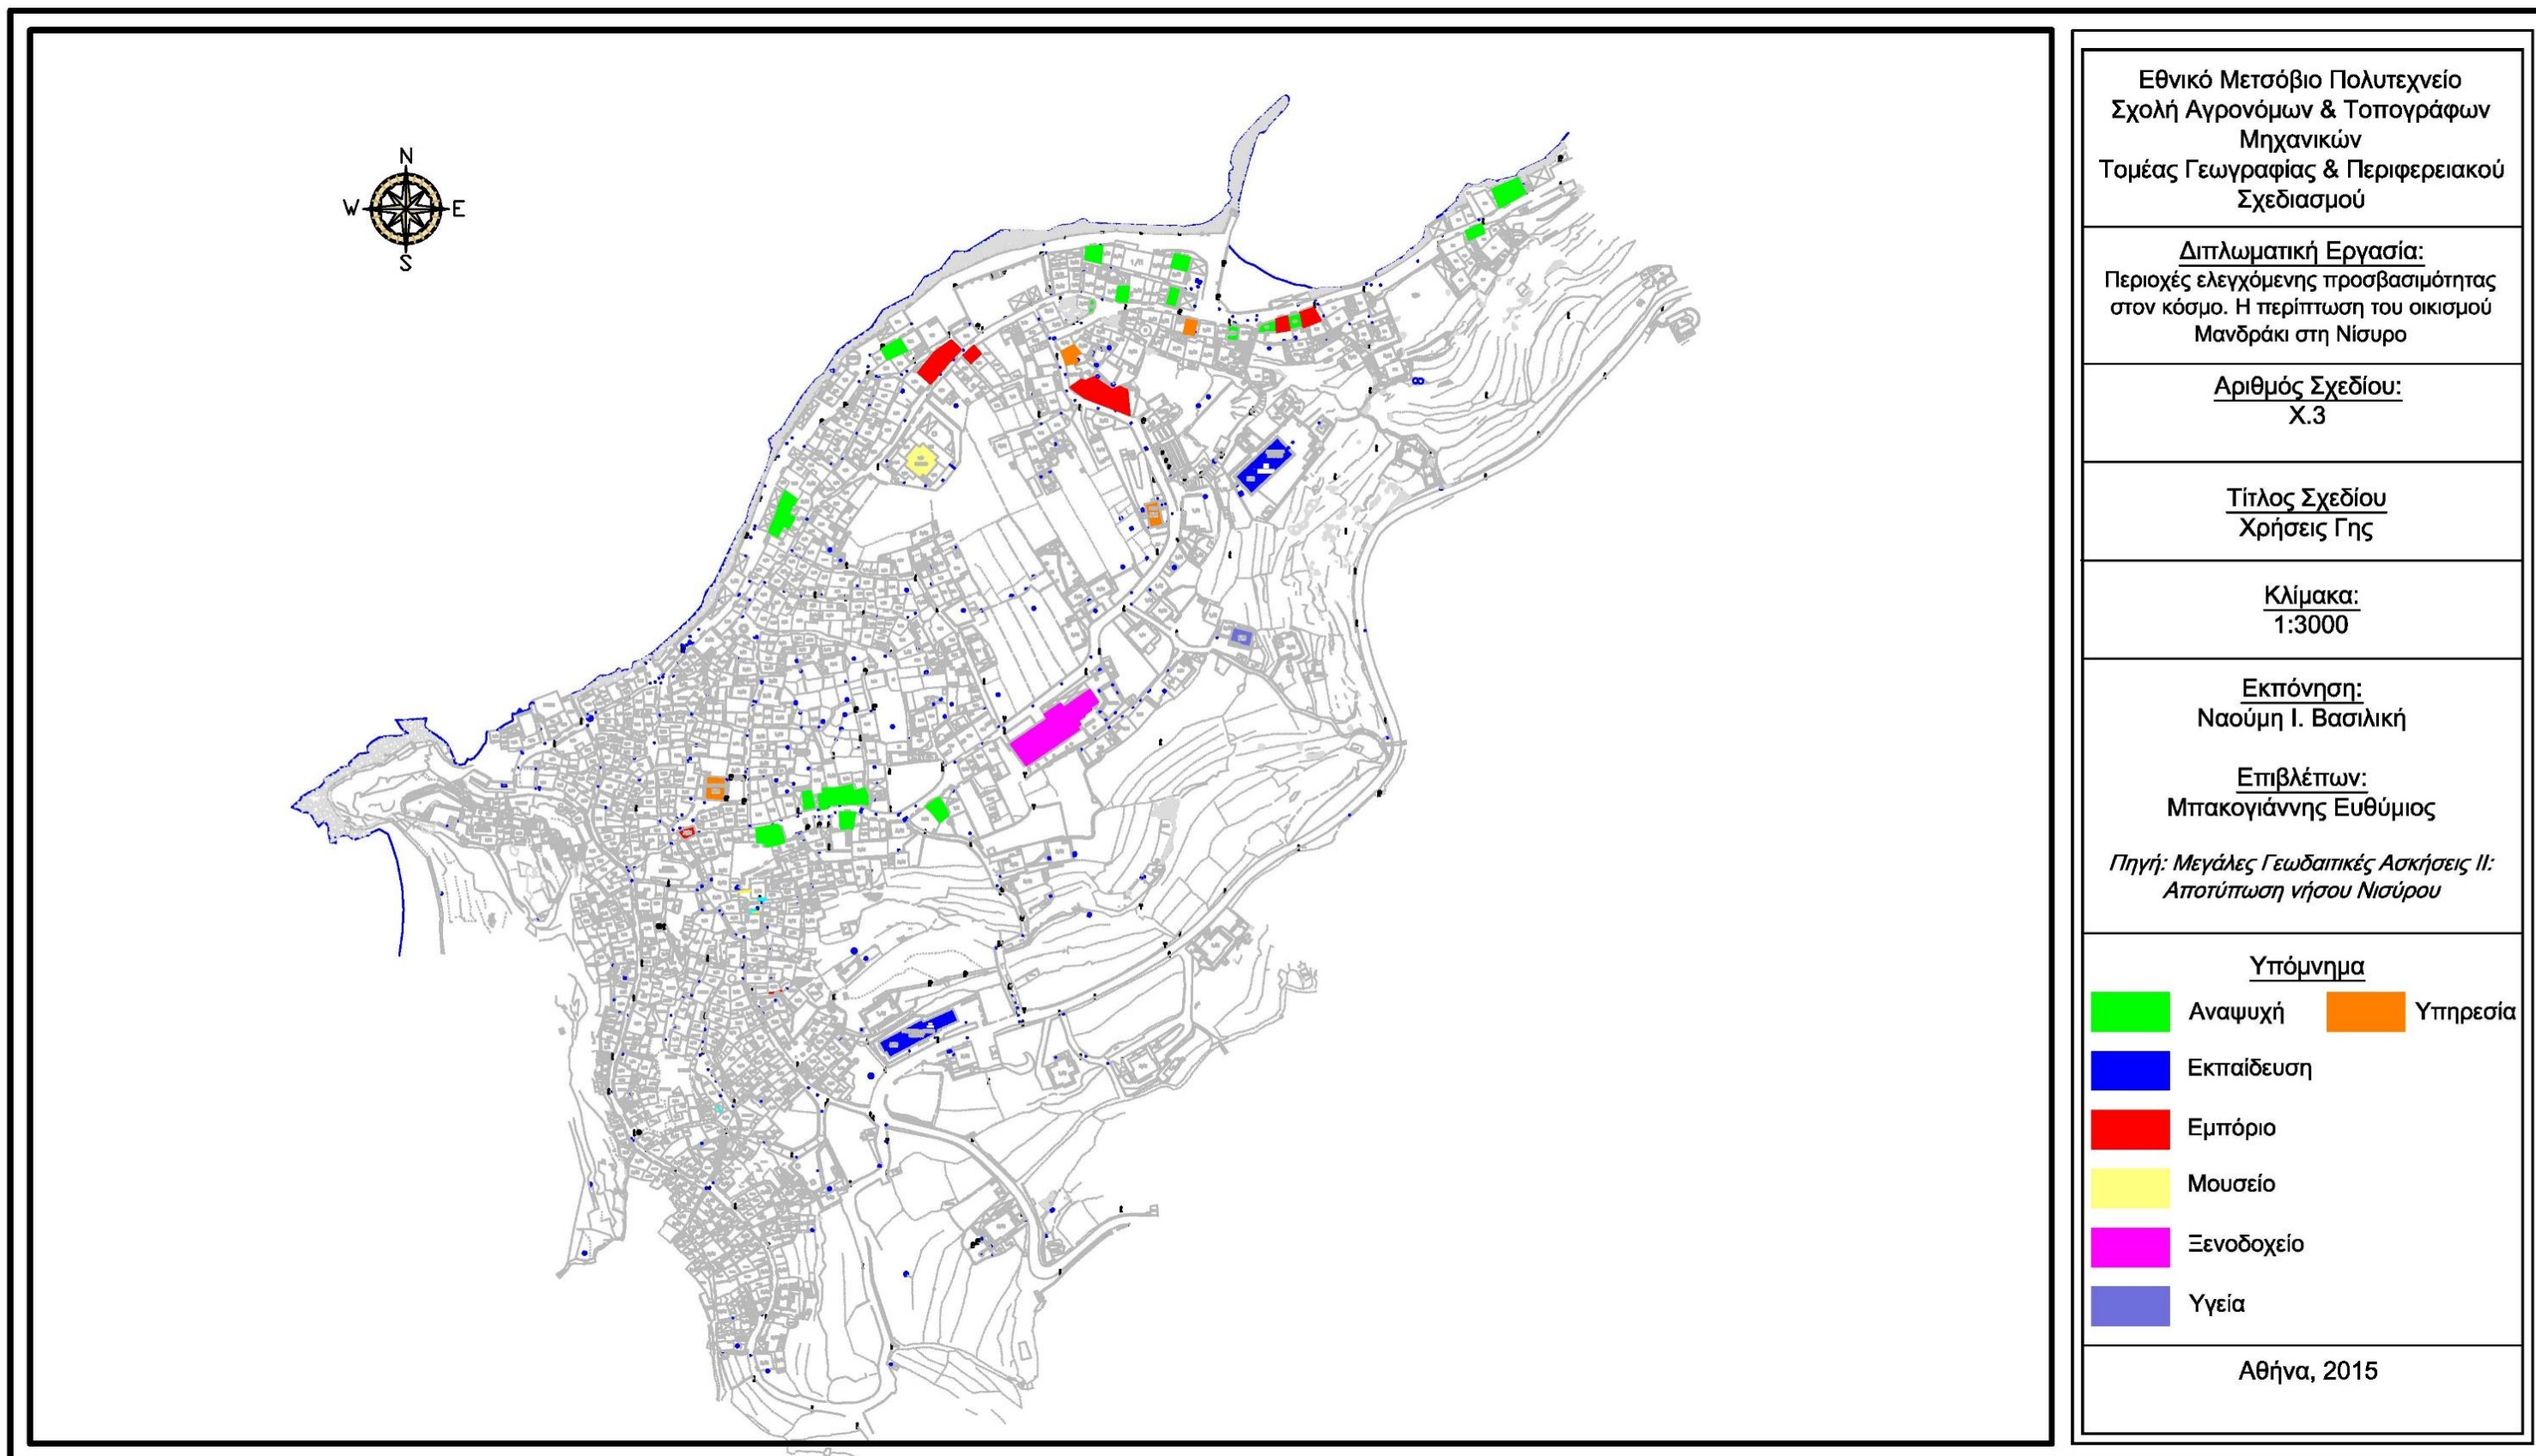 N
W E
S
Εθνικό Μετσόβιο Πολυτεχνείο
Σχολή Αγρονόμων & Τοπογράφων
Μηχανικών
Τομέας Γεωγραφίας & Περιφερειακού
Σχεδιασμού
Διπλωματική Εργασία:
Περιοχές ελεγχόμενης προσβασιμότητας
στον κόσμο. Η περίπτωση του οικισμού
Μανδράκι στη Νίσυρο
Αριθμός Σχεδίου:
Χ.3
Τίτλος Σχεδίου
Χρήσεις Γης
Κλίμακα:
1:3000
Εκπόνηση:
Ναούμη Ι. Βασιλική
Επιβλέπων:
Μπακογιάννης Ευθύμιος
Πηγή: Μεγάλες Γεωδαιτικές Ασκήσεις ΙΙ:
Αποτύπωση νήσου Νισύρου
Υπόμνημα
Αναψυχή Υπηρεσία
Εκπαίδευση
Εμπόριο
Μουσείο
Ξενοδοχείο
Υγεία
Αθήνα, 2015